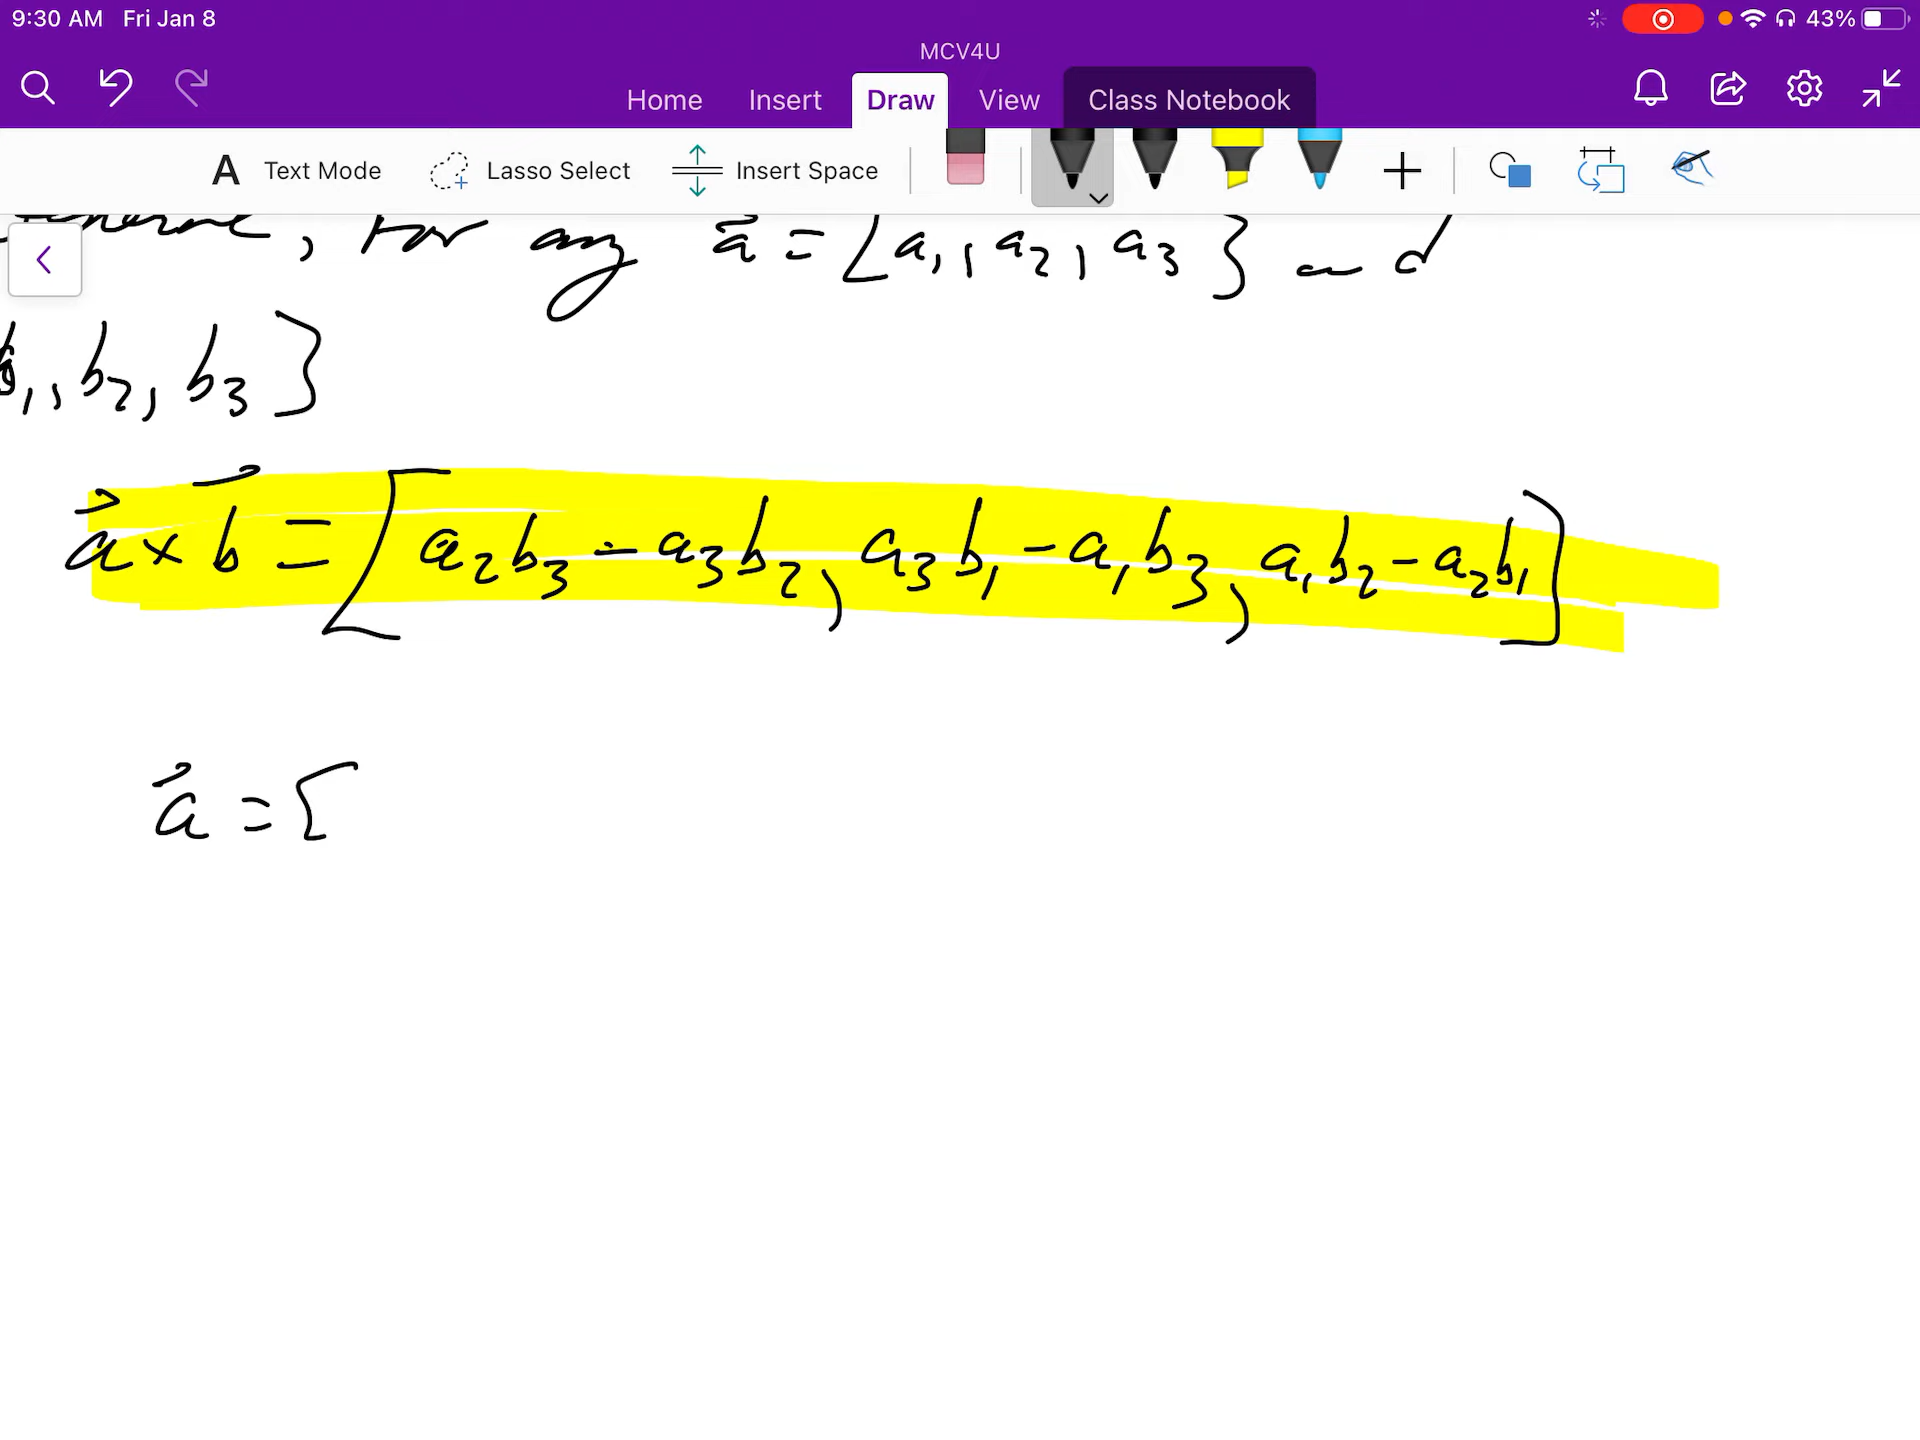 9:30 AM Fri Jan 8 43%
MCV4U
Home Insert Draw View Class Notebook
A Text Mode Lasso Select Insert Space
, for any a⃗ = [a₁, a₂, a₃] and
b₁, b₂, b₃]
a⃗ × b⃗ = [a₂b₃ - a₃b₂, a₃b₁ - a₁b₃, a₁b₂ - a₂b₁]
a⃗ = [